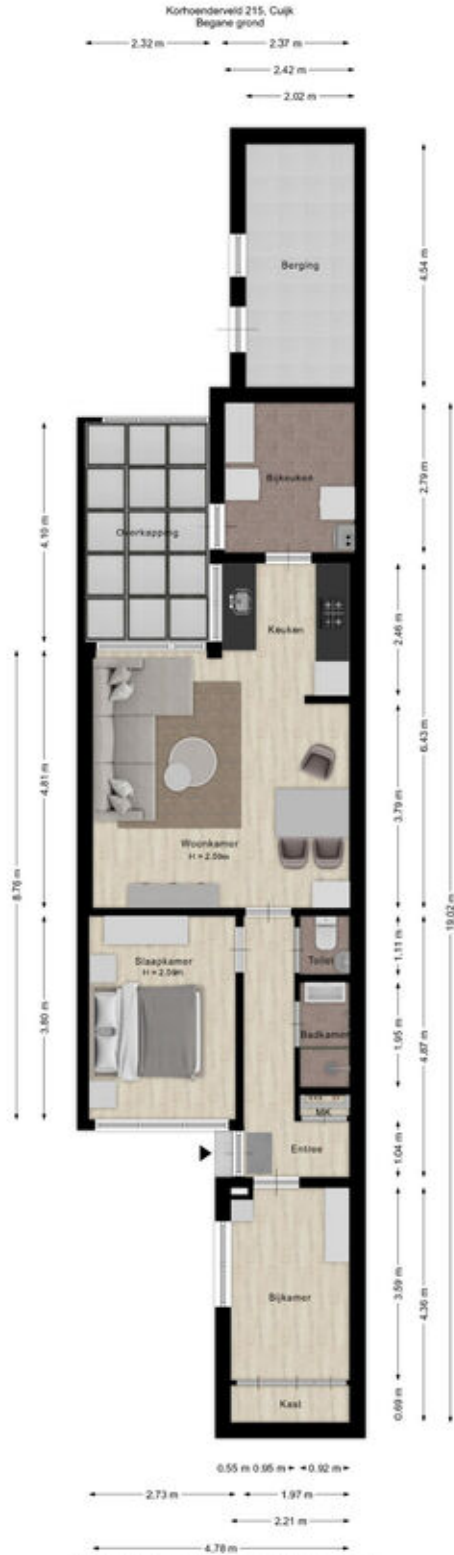 Korhoenderveld 215, Cuijk
Begane grond
2.32 m
2.37 m
2.42 m
2.02 m
Berging
4.54 m
Bijkeuken
2.79 m
Overkapping
4.10 m
Keuken
2.46 m
6.43 m
Woonkamer
H = 2.59m
4.81 m
3.79 m
8.76 m
19.02 m
Slaapkamer
H = 2.59m
3.80 m
Toilet
1.11 m
Badkamer
1.95 m
4.87 m
MK
Entree
1.04 m
Bijkamer
3.59 m
4.36 m
Kast
0.69 m
0.55 m
0.95 m
0.92 m
2.73 m
1.97 m
2.21 m
4.78 m